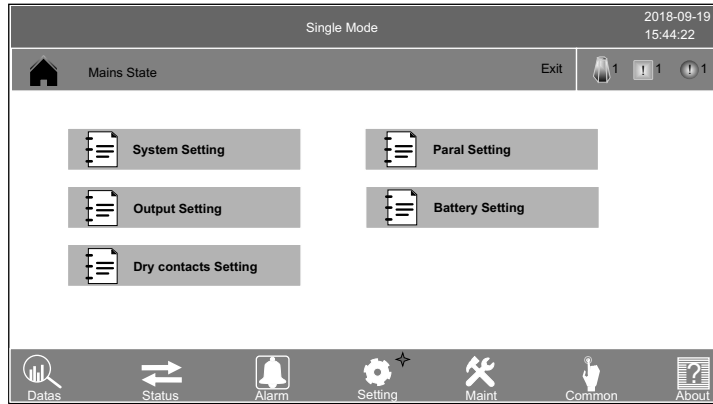 Single Mode
2018-09-19
15:44:22
Mains State
Exit
1
! 1
! 1
System Setting
Paral Setting
Output Setting
Battery Setting
Dry contacts Setting
Datas
Status
Alarm
Setting
Maint
Common
?
About